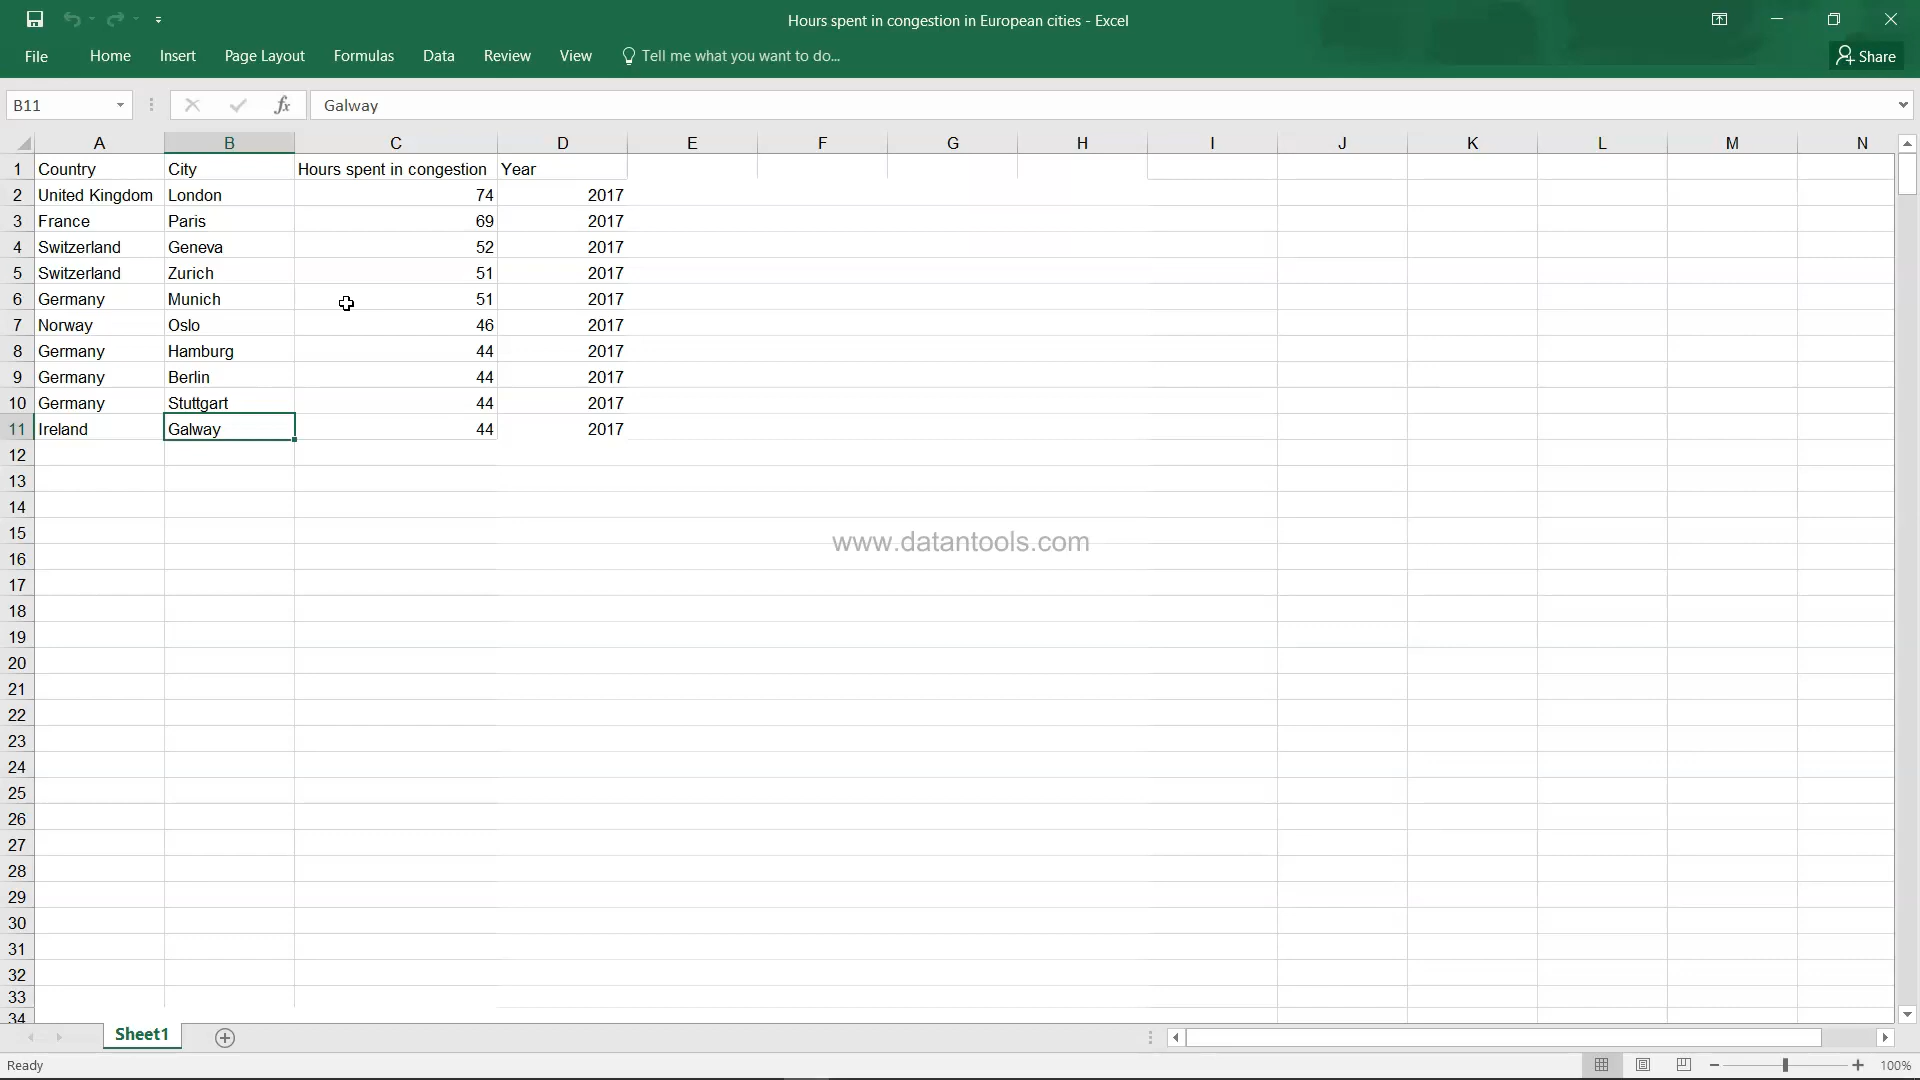 Hours spent in congestion in European cities - Excel
File Home Insert Page Layout Formulas Data Review View Tell me what you want to do... Share
B11 fx Galway
A B C D E F G H I J K L M N
1 Country City Hours spent in congestion Year
2 United Kingdom London 74 2017
3 France Paris 69 2017
4 Switzerland Geneva 52 2017
5 Switzerland Zurich 51 2017
6 Germany Munich 51 2017
7 Norway Oslo 46 2017
8 Germany Hamburg 44 2017
9 Germany Berlin 44 2017
10 Germany Stuttgart 44 2017
11 Ireland Galway 44 2017
12
13
14
15
www.datantools.com
16
17
18
19
20
21
22
23
24
25
26
27
28
29
30
31
32
33
34
Sheet1
Ready 100%